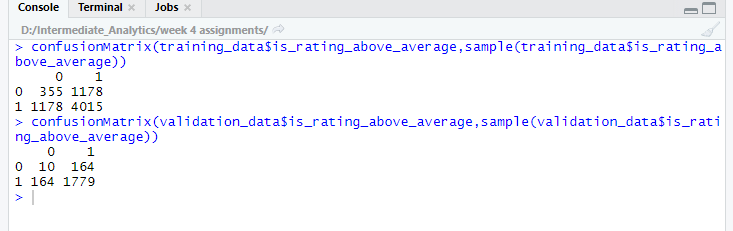 Console Terminal × Jobs ×
D:/Intermediate_Analytics/week 4 assignments/
> confusionMatrix(training_data$is_rating_above_average,sample(training_data$is_rating_a
bove_average))
0 1
0 355 1178
1 1178 4015
> confusionMatrix(validation_data$is_rating_above_average,sample(validation_data$is_rati
ng_above_average))
0 1
0 10 164
1 164 1779
>